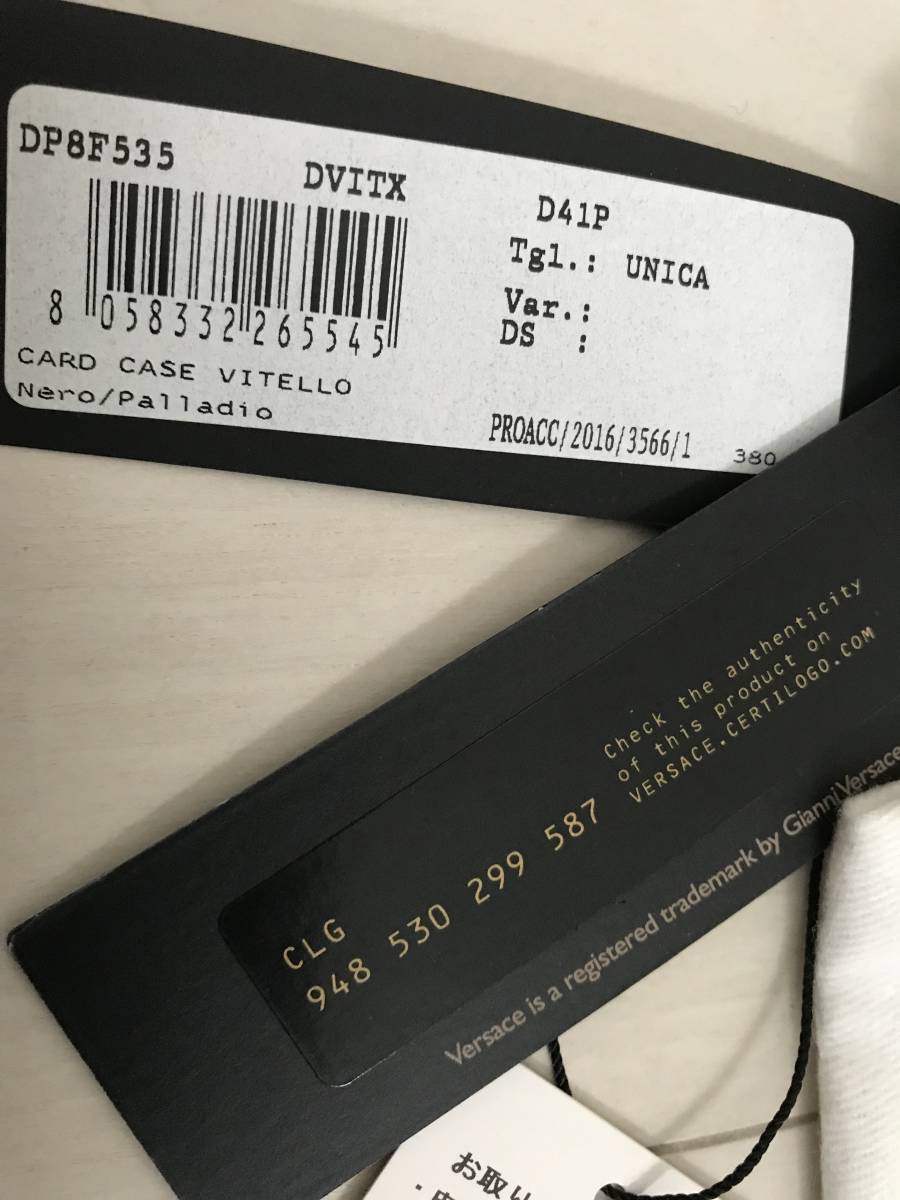 DP8F535
DVITX
8 058332 265545
CARD CASE VITELLO
Nero/Palladio
D41P
Tgl.: UNICA
Var.:
DS :
PROACC/2016/3566/1 380
Check the authenticity
of this product on
VERSACE.CERTILOGO.COM
CLG
948 530 299 587
Versace is a registered trademark by Gianni Versace
お取り